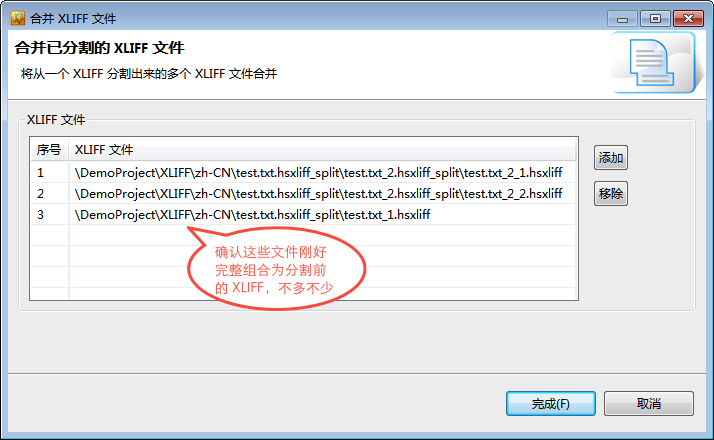 合并 XLIFF 文件
合并已分割的 XLIFF 文件
将从一个 XLIFF 分割出来的多个 XLIFF 文件合并
XLIFF 文件
序号 XLIFF 文件
1 \DemoProject\XLIFF\zh-CN\test.txt.hsxliff_split\test.txt_2.hsxliff_split\test.txt_2_1.hsxliff
2 \DemoProject\XLIFF\zh-CN\test.txt.hsxliff_split\test.txt_2.hsxliff_split\test.txt_2_2.hsxliff
3 \DemoProject\XLIFF\zh-CN\test.txt.hsxliff_split\test.txt_1.hsxliff
添加
移除
确认这些文件刚好
完整组合为分割前
的 XLIFF，不多不少
完成(F)
取消